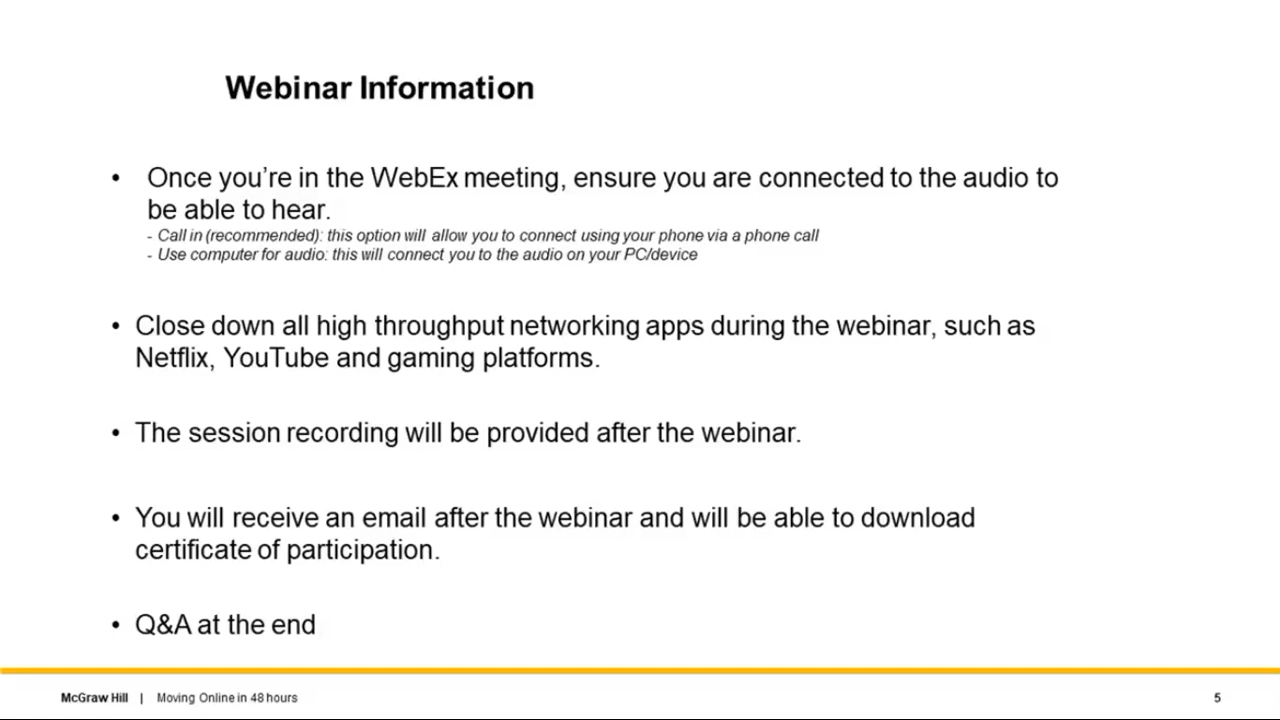 Webinar Information
• Once you’re in the WebEx meeting, ensure you are connected to the audio to
be able to hear.
- Call in (recommended): this option will allow you to connect using your phone via a phone call
- Use computer for audio: this will connect you to the audio on your PC/device
• Close down all high throughput networking apps during the webinar, such as
Netflix, YouTube and gaming platforms.
• The session recording will be provided after the webinar.
• You will receive an email after the webinar and will be able to download
certificate of participation.
• Q&A at the end
McGraw Hill | Moving Online in 48 hours 5